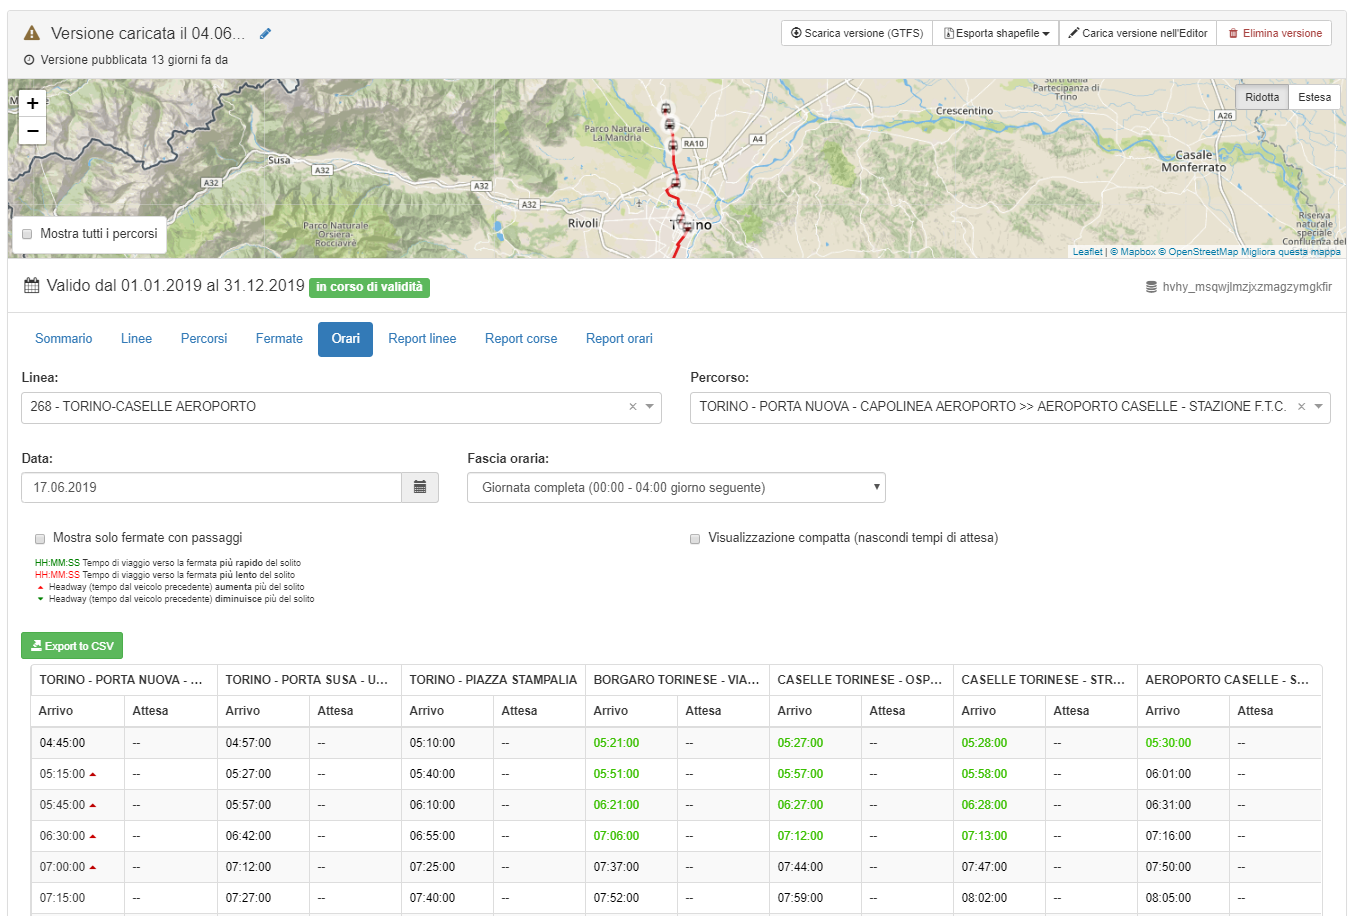 Versione caricata il 04.06...
Scarica versione (GTFS) Esporta shapefile Carica versione nell'Editor Elimina versione
Versione pubblicata 13 giorni fa da
+
−
Ridotta Estesa
Partecipanza di
Trino
Crescentino
A26
Parco Naturale
La Mandria
RA10
A4
Susa
A32
A32
A32
A32
Casale
Monferrato
Rivoli
Parco Naturale
Orsiera-
Rocciavré
Riserva
naturale
speciale
Confluenza del
Mostra tutti i percorsi
Leaflet | © Mapbox © OpenStreetMap Migliora questa mappa
Valido dal 01.01.2019 al 31.12.2019 in corso di validità
hvhy_msqwjlmzjxzmagzymgkfir
Sommario Linee Percorsi Fermate Orari Report linee Report corse Report orari
Linea: Percorso:
268 - TORINO-CASELLE AEROPORTO ×
TORINO - PORTA NUOVA - CAPOLINEA AEROPORTO >> AEROPORTO CASELLE - STAZIONE F.T.C. ×
Data: Fascia oraria:
17.06.2019 Giornata completa (00:00 - 04:00 giorno seguente)
Mostra solo fermate con passaggi Visualizzazione compatta (nascondi tempi di attesa)
HH:MM:SS Tempo di viaggio verso la fermata più rapido del solito
HH:MM:SS Tempo di viaggio verso la fermata più lento del solito
Headway (tempo dal veicolo precedente) aumenta più del solito
Headway (tempo dal veicolo precedente) diminuisce più del solito
Export to CSV
TORINO - PORTA NUOVA - ... TORINO - PORTA SUSA - U... TORINO - PIAZZA STAMPALIA BORGARO TORINESE - VIA... CASELLE TORINESE - OSP... CASELLE TORINESE - STR... AEROPORTO CASELLE - S...
Arrivo Attesa Arrivo Attesa Arrivo Attesa Arrivo Attesa Arrivo Attesa Arrivo Attesa Arrivo Attesa
04:45:00 -- 04:57:00 -- 05:10:00 -- 05:21:00 -- 05:27:00 -- 05:28:00 -- 05:30:00 --
05:15:00 -- 05:27:00 -- 05:40:00 -- 05:51:00 -- 05:57:00 -- 05:58:00 -- 06:01:00 --
05:45:00 -- 05:57:00 -- 06:10:00 -- 06:21:00 -- 06:27:00 -- 06:28:00 -- 06:31:00 --
06:30:00 -- 06:42:00 -- 06:55:00 -- 07:06:00 -- 07:12:00 -- 07:13:00 -- 07:16:00 --
07:00:00 -- 07:12:00 -- 07:25:00 -- 07:37:00 -- 07:44:00 -- 07:47:00 -- 07:50:00 --
07:15:00 -- 07:27:00 -- 07:40:00 -- 07:52:00 -- 07:59:00 -- 08:02:00 -- 08:05:00 --